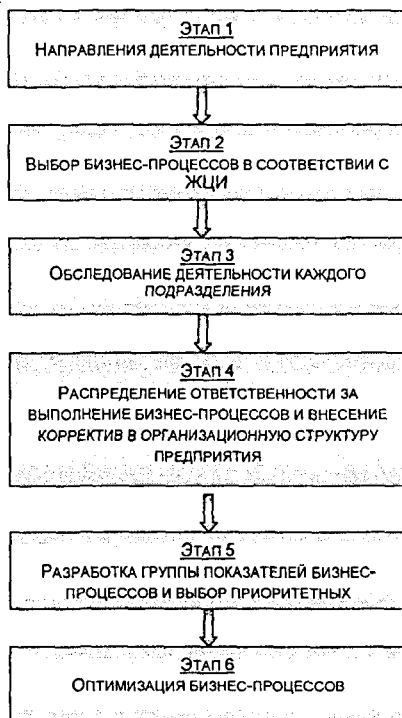 Этап 1
Направления деятельности предприятия
Этап 2
Выбор бизнес-процессов в соответствии с
ЖЦИ
Этап 3
Обследование деятельности каждого
подразделения
Этап 4
Распределение ответственности за
выполнение бизнес-процессов и внесение
корректив в организационную структуру
предприятия
Этап 5
Разработка группы показателей бизнес-
процессов и выбор приоритетных
Этап 6
Оптимизация бизнес-процессов